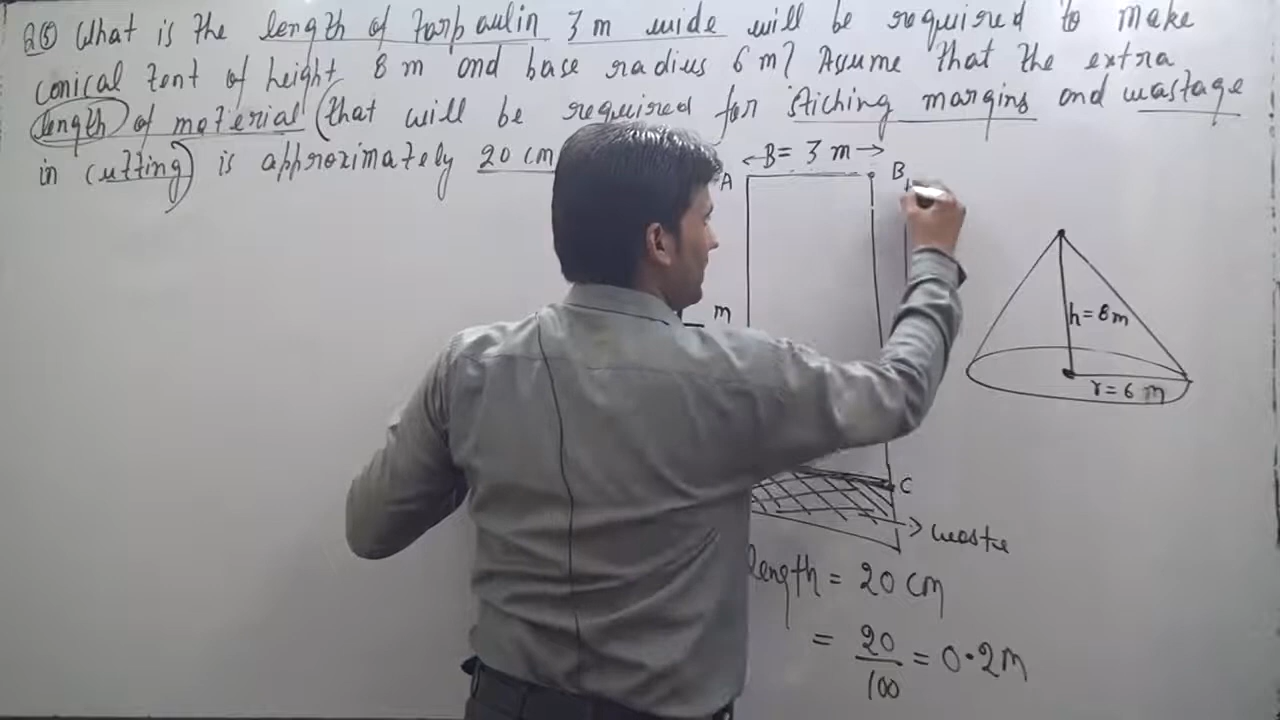 Q(5) What is the length of Tarpaulin 3 m wide will be required to make
conical tent of height 8 m and base radius 6 m? Assume that the extra
length of material (that will be required for stiching margins and wastage
in cutting) is approximately 20 cm
B = 3 m
A
B
m
h = 8 m
r = 6 m
C
waste
length = 20 cm
= 20/100 = 0.2 m